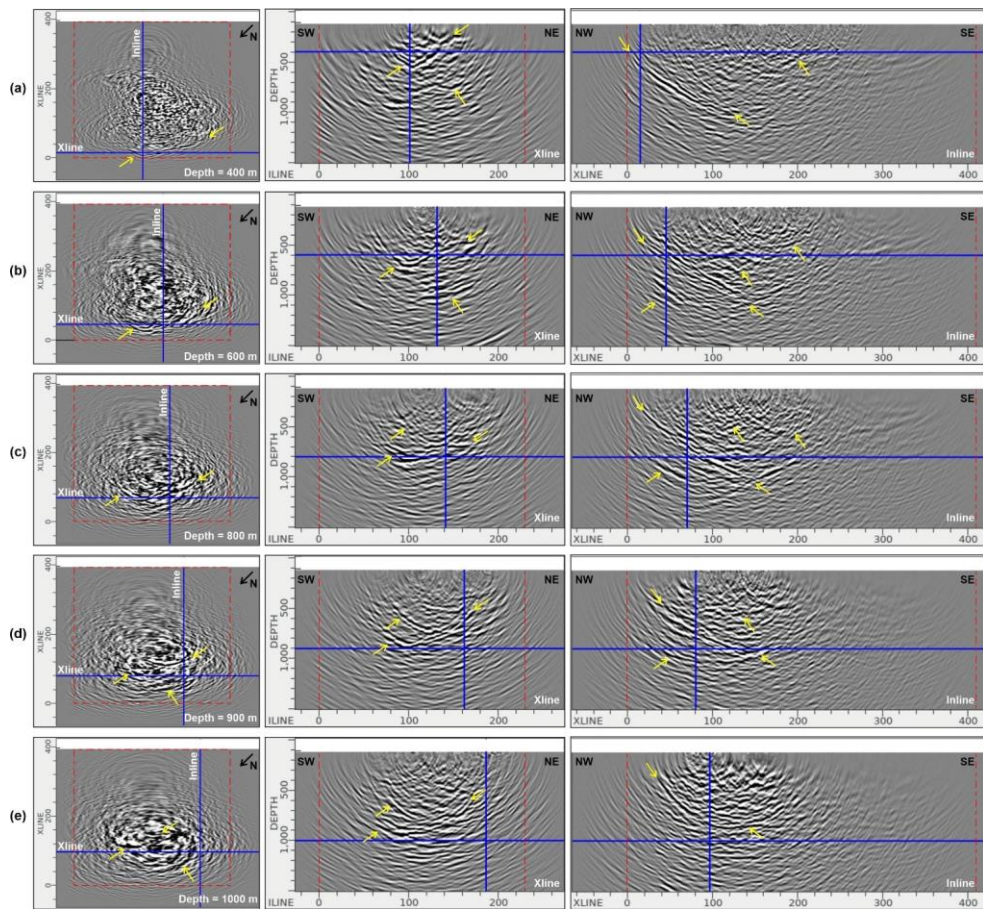 (a)
XLINE
400
200
0
Inline
N
Xline
Depth = 400 m
SW
NE
DEPTH
500
1.000
Xline
ILINE
0
100
200
NW
SE
Inline
XLINE
0
100
200
300
400
(b)
XLINE
400
200
0
Inline
N
Xline
Depth = 600 m
SW
NE
DEPTH
500
1.000
Xline
ILINE
0
100
200
NW
SE
Inline
XLINE
0
100
200
300
400
(c)
XLINE
400
200
0
Inline
N
Xline
Depth = 800 m
SW
NE
DEPTH
500
1.000
Xline
ILINE
0
100
200
NW
SE
Inline
XLINE
0
100
200
300
400
(d)
XLINE
400
200
0
Inline
N
Xline
Depth = 900 m
SW
NE
DEPTH
500
1.000
Xline
ILINE
0
100
200
NW
SE
Inline
XLINE
0
100
200
300
400
(e)
XLINE
400
200
0
Inline
N
Xline
Depth = 1000 m
SW
NE
DEPTH
500
1.000
Xline
ILINE
0
100
200
NW
SE
Inline
XLINE
0
100
200
300
400